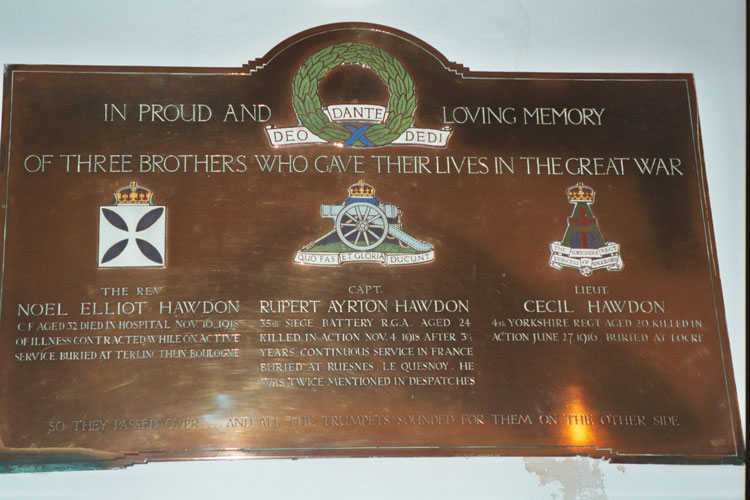 IN PROUD AND LOVING MEMORY
DEO DANTE DEDI
OF THREE BROTHERS WHO GAVE THEIR LIVES IN THE GREAT WAR
QUO FAS ET GLORIA DUCUNT
THE YORKSHIRE REGT
THE REV
NOEL ELLIOT HAWDON
C.F. AGED 32 DIED IN HOSPITAL NOV. 16. 1918
OF ILLNESS CONTRACTED WHILE ON ACTIVE
SERVICE BURIED AT TERLINCTHUN BOULOGNE
CAPT.
RUPERT AYRTON HAWDON
35th SIEGE BATTERY R.G.A. AGED 24
KILLED IN ACTION NOV. 4. 1918 AFTER 3½
YEARS. CONTINUOUS SERVICE IN FRANCE
BURIED AT RUESNES. LE QUESNOY. HE
WAS TWICE MENTIONED IN DESPATCHES
LIEUT.
CECIL HAWDON
4th YORKSHIRE REGT AGED 20. KILLED IN
ACTION JUNE 27. 1916. BURIED AT LOCRE
SO THEY PASSED OVER .... AND ALL THE TRUMPETS SOUNDED FOR THEM ON THE OTHER SIDE